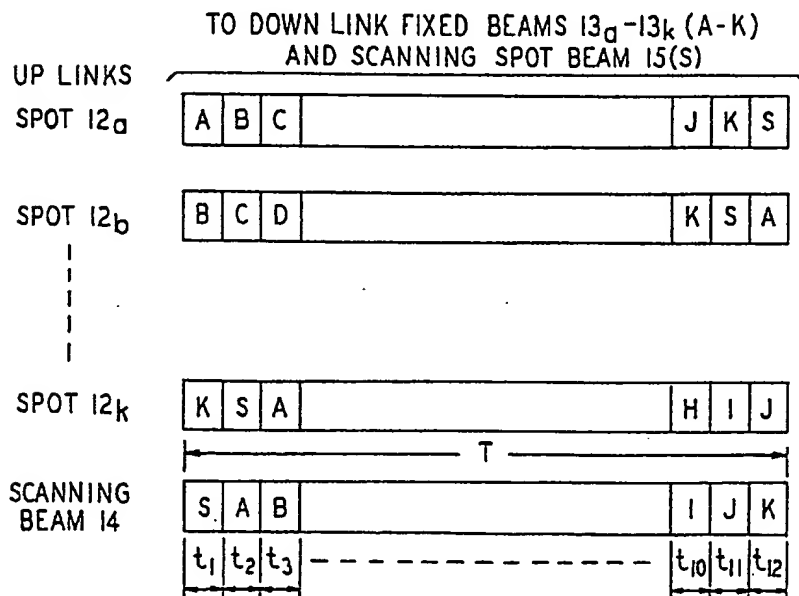 TO DOWN LINK FIXED BEAMS 13a-13k (A-K)
AND SCANNING SPOT BEAM 15(S)
UP LINKS
SPOT 12a A B C J K S
SPOT 12b B C D K S A
SPOT 12k K S A H I J
T
SCANNING
BEAM 14 S A B I J K
t1 t2 t3 t10 t11 t12